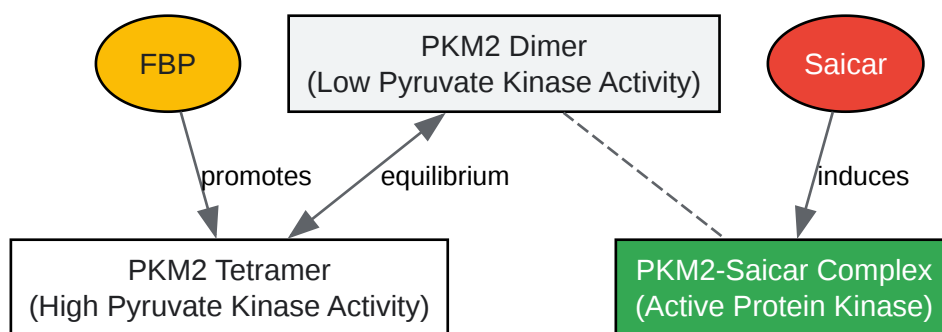 FBP
PKM2 Dimer
(Low Pyruvate Kinase Activity)
Saicar
promotes
equilibrium
induces
PKM2 Tetramer
(High Pyruvate Kinase Activity)
PKM2-Saicar Complex
(Active Protein Kinase)